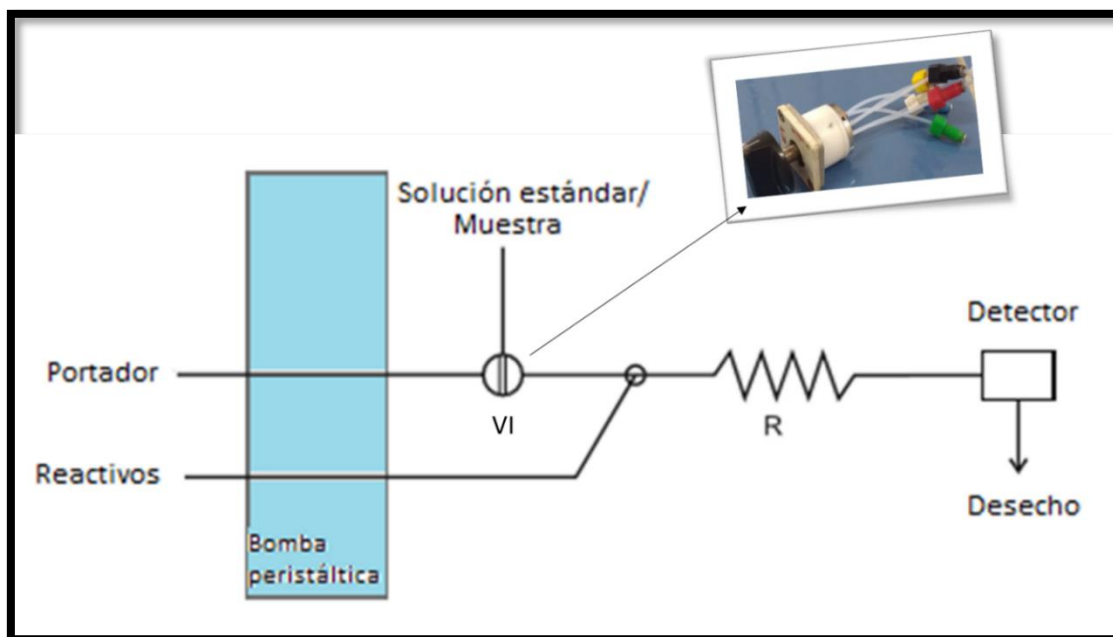 Solución estándar/
Muestra
Detector
Portador
VI
R
Reactivos
Desecho
Bomba
peristáltica